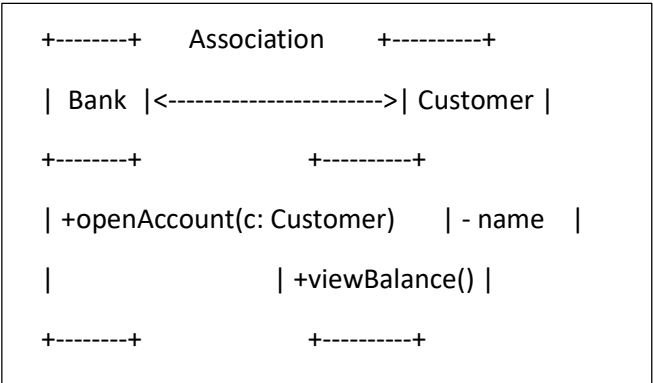 +--------+ Association +----------+
| Bank |<------------------------>| Customer |
+--------+ +----------+
| +openAccount(c: Customer) | - name |
| | +viewBalance() |
+--------+ +----------+